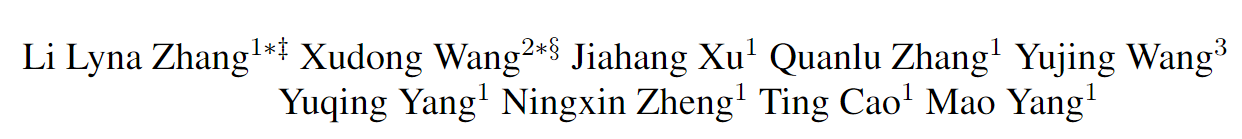 Li Lyna Zhang¹*‡ Xudong Wang²*§ Jiahang Xu¹ Quanlu Zhang¹ Yujing Wang³
Yuqing Yang¹ Ningxin Zheng¹ Ting Cao¹ Mao Yang¹